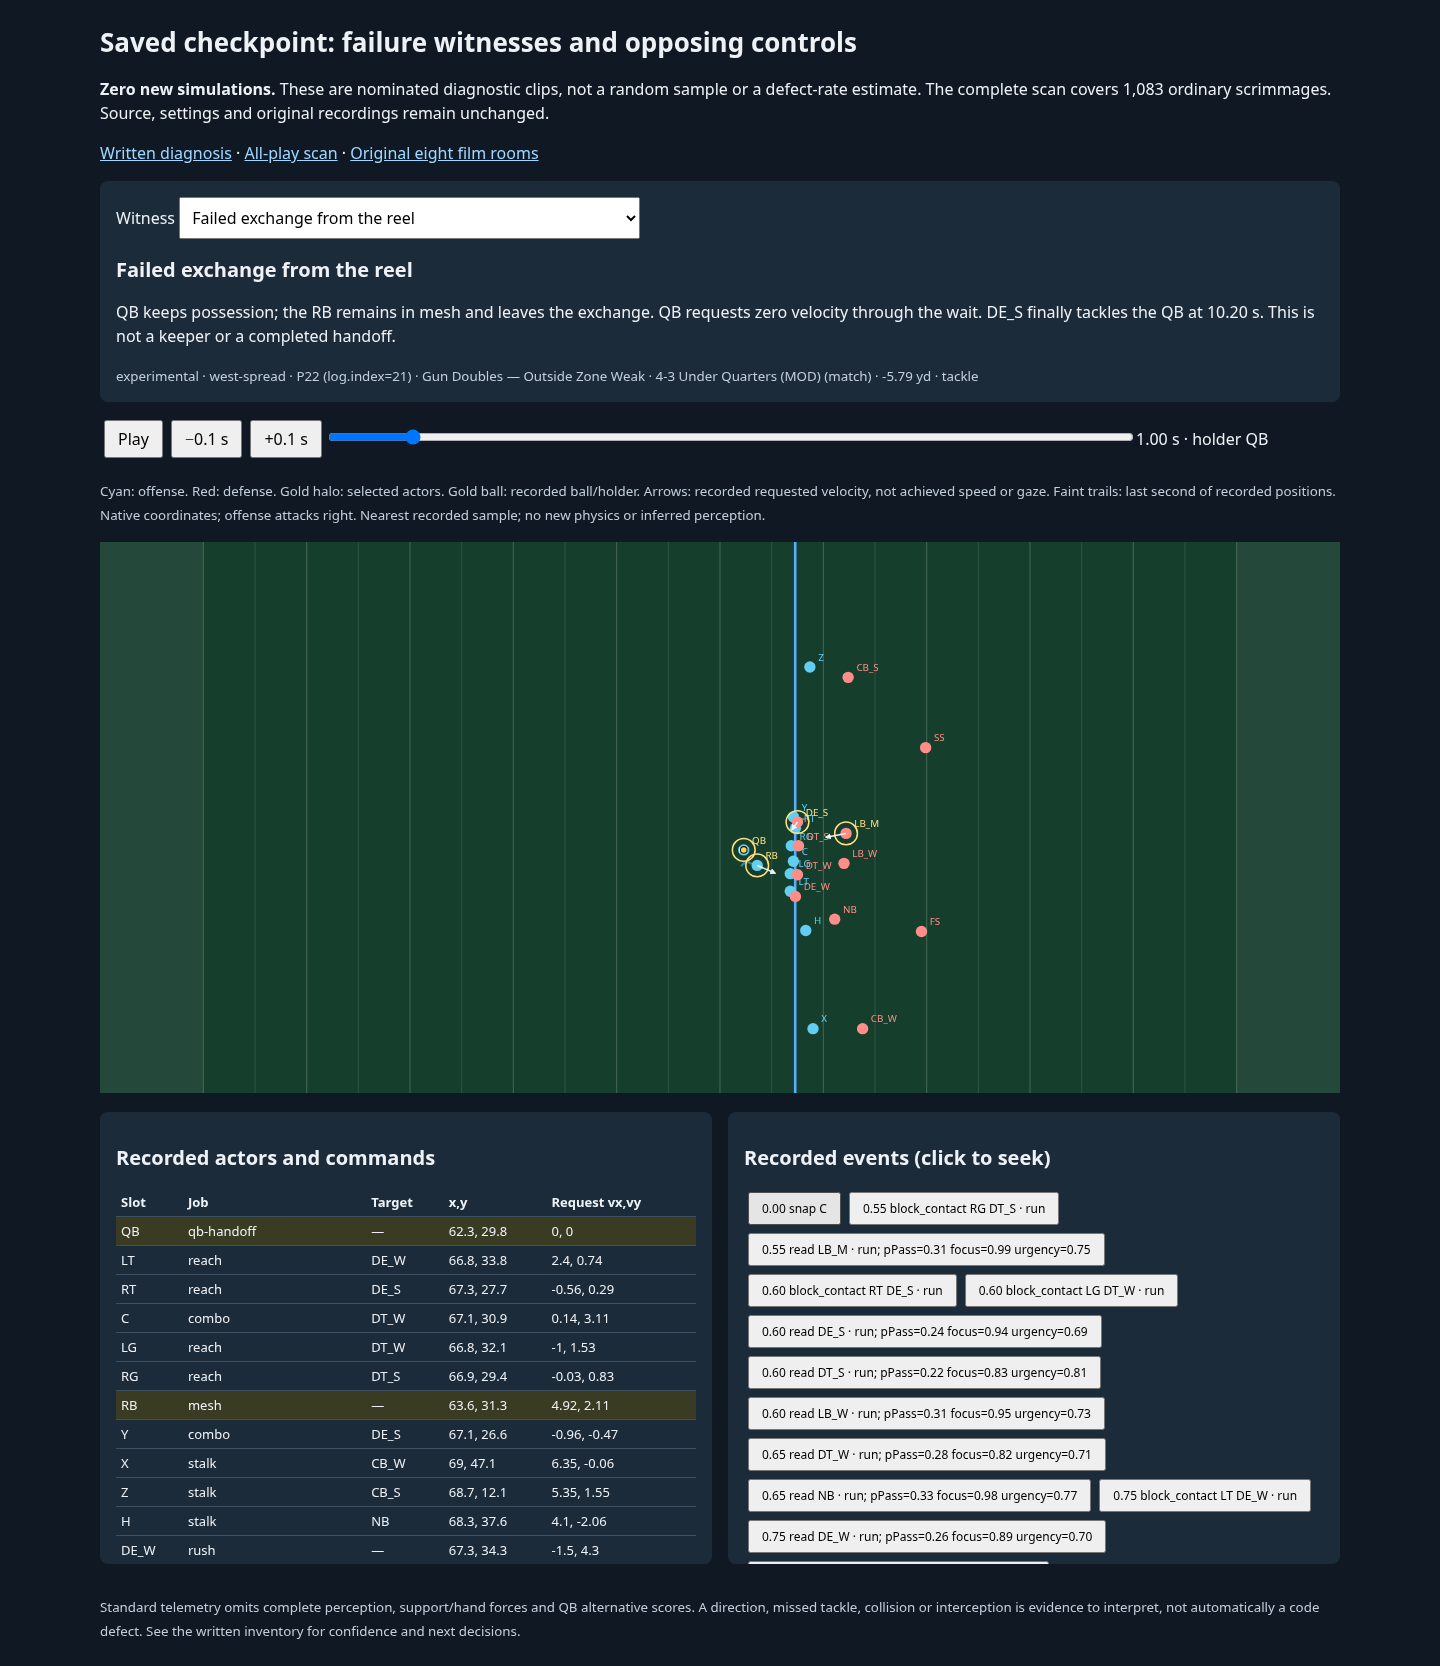 Saved checkpoint: failure witnesses and opposing controls
Zero new simulations. These are nominated diagnostic clips, not a random sample or a defect-rate estimate. The complete scan covers 1,083 ordinary scrimmages.
Source, settings and original recordings remain unchanged.
Written diagnosis · All-play scan · Original eight film rooms
Witness Failed exchange from the reel
Failed exchange from the reel
QB keeps possession; the RB remains in mesh and leaves the exchange. QB requests zero velocity through the wait. DE_S finally tackles the QB at 10.20 s. This is
not a keeper or a completed handoff.
experimental · west-spread · P22 (log.index=21) · Gun Doubles — Outside Zone Weak · 4-3 Under Quarters (MOD) (match) · -5.79 yd · tackle
Play −0.1 s +0.1 s 1.00 s · holder QB
Cyan: offense. Red: defense. Gold halo: selected actors. Gold ball: recorded ball/holder. Arrows: recorded requested velocity, not achieved speed or gaze. Faint trails: last second of recorded positions.
Native coordinates; offense attacks right. Nearest recorded sample; no new physics or inferred perception.
Z
CB_S
SS
Y
DE_S
LB_M
DT_S
QB
C
LB_W
RB
DT_W
LT
DE_W
NB
H
FS
X
CB_W
Recorded actors and commands
Slot Job Target x,y Request vx,vy
QB qb-handoff — 62.3, 29.8 0, 0
LT reach DE_W 66.8, 33.8 2.4, 0.74
RT reach DE_S 67.3, 27.7 -0.56, 0.29
C combo DT_W 67.1, 30.9 0.14, 3.11
LG reach DT_W 66.8, 32.1 -1, 1.53
RG reach DT_S 66.9, 29.4 -0.03, 0.83
RB mesh — 63.6, 31.3 4.92, 2.11
Y combo DE_S 67.1, 26.6 -0.96, -0.47
X stalk CB_W 69, 47.1 6.35, -0.06
Z stalk CB_S 68.7, 12.1 5.35, 1.55
H stalk NB 68.3, 37.6 4.1, -2.06
DE_W rush — 67.3, 34.3 -1.5, 4.3
Recorded events (click to seek)
0.00 snap C 0.55 block_contact RG DT_S · run
0.55 read LB_M · run; pPass=0.31 focus=0.99 urgency=0.75
0.60 block_contact RT DE_S · run 0.60 block_contact LG DT_W · run
0.60 read DE_S · run; pPass=0.24 focus=0.94 urgency=0.69
0.60 read DT_S · run; pPass=0.22 focus=0.83 urgency=0.81
0.60 read LB_W · run; pPass=0.31 focus=0.95 urgency=0.73
0.65 read DT_W · run; pPass=0.28 focus=0.82 urgency=0.71
0.65 read NB · run; pPass=0.33 focus=0.98 urgency=0.77 0.75 block_contact LT DE_W · run
0.75 read DE_W · run; pPass=0.26 focus=0.89 urgency=0.70
Standard telemetry omits complete perception, support/hand forces and QB alternative scores. A direction, missed tackle, collision or interception is evidence to interpret, not automatically a code
defect. See the written inventory for confidence and next decisions.